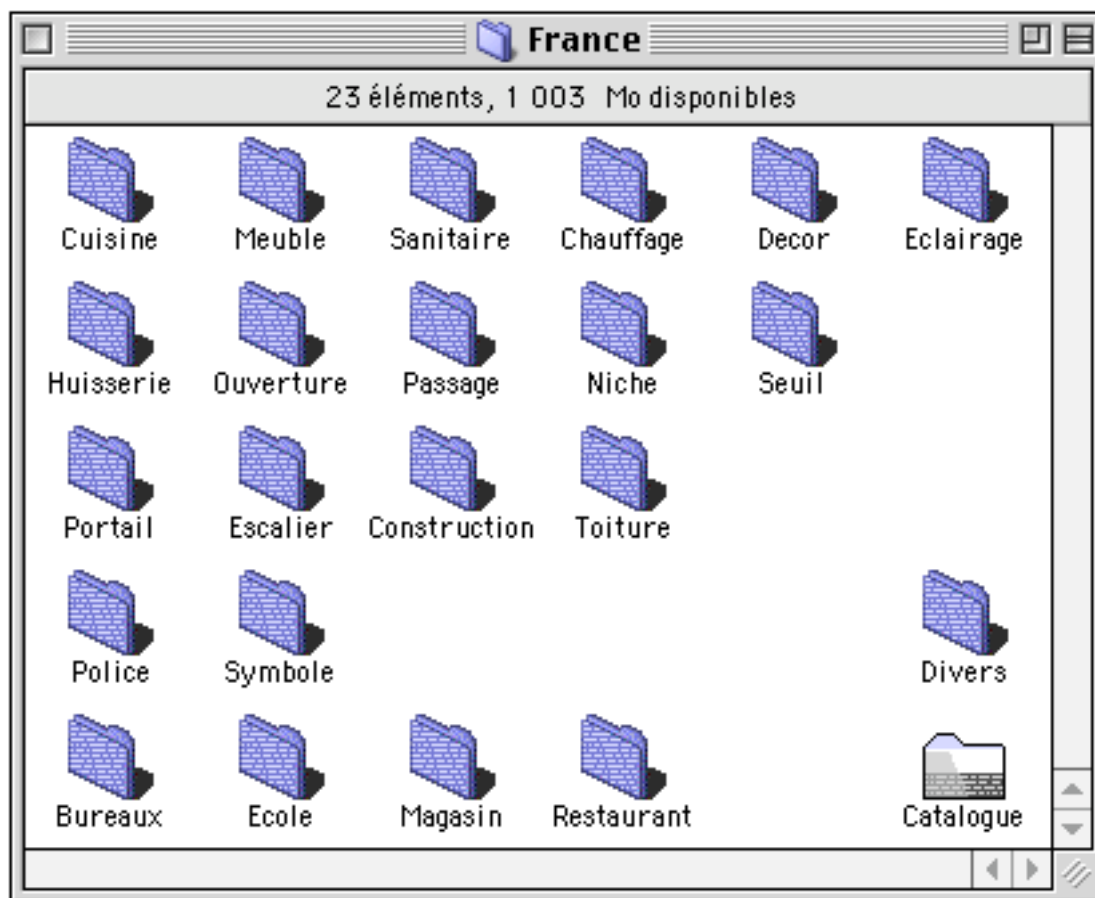 France
23 éléments, 1 003 Mo disponibles
Cuisine Meuble Sanitaire Chauffage Decor Eclairage
Huisserie Ouverture Passage Niche Seuil
Portail Escalier Construction Toiture
Police Symbole Divers
Bureaux Ecole Magasin Restaurant Catalogue